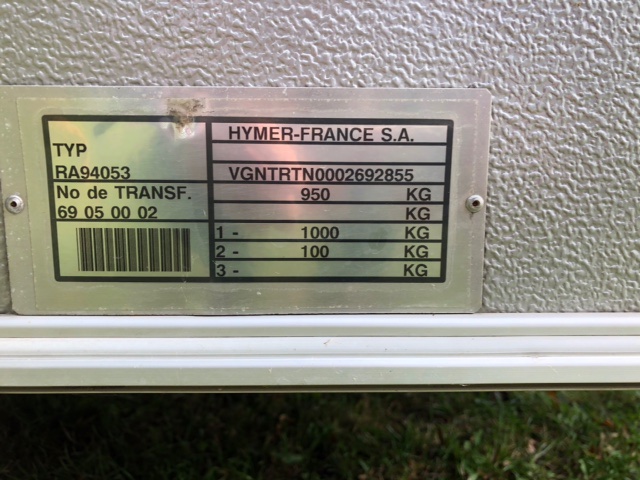 TYP
RA94053
No de TRANSF.
69 05 00 02
HYMER-FRANCE S.A.
VGNTRTN0002692855
950 KG
KG
1 - 1000 KG
2 - 100 KG
3 - KG